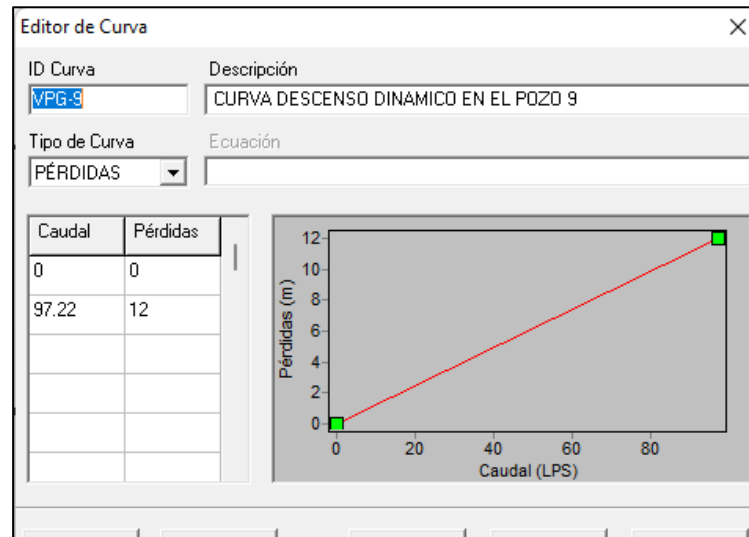 Editor de Curva
ID Curva Descripción
VPG-9 CURVA DESCENSO DINAMICO EN EL POZO 9
Tipo de Curva Ecuación
PÉRDIDAS
Caudal Pérdidas
0 0
97.22 12
12
10
8
6
4
2
0
Pérdidas (m)
0 20 40 60 80
Caudal (LPS)